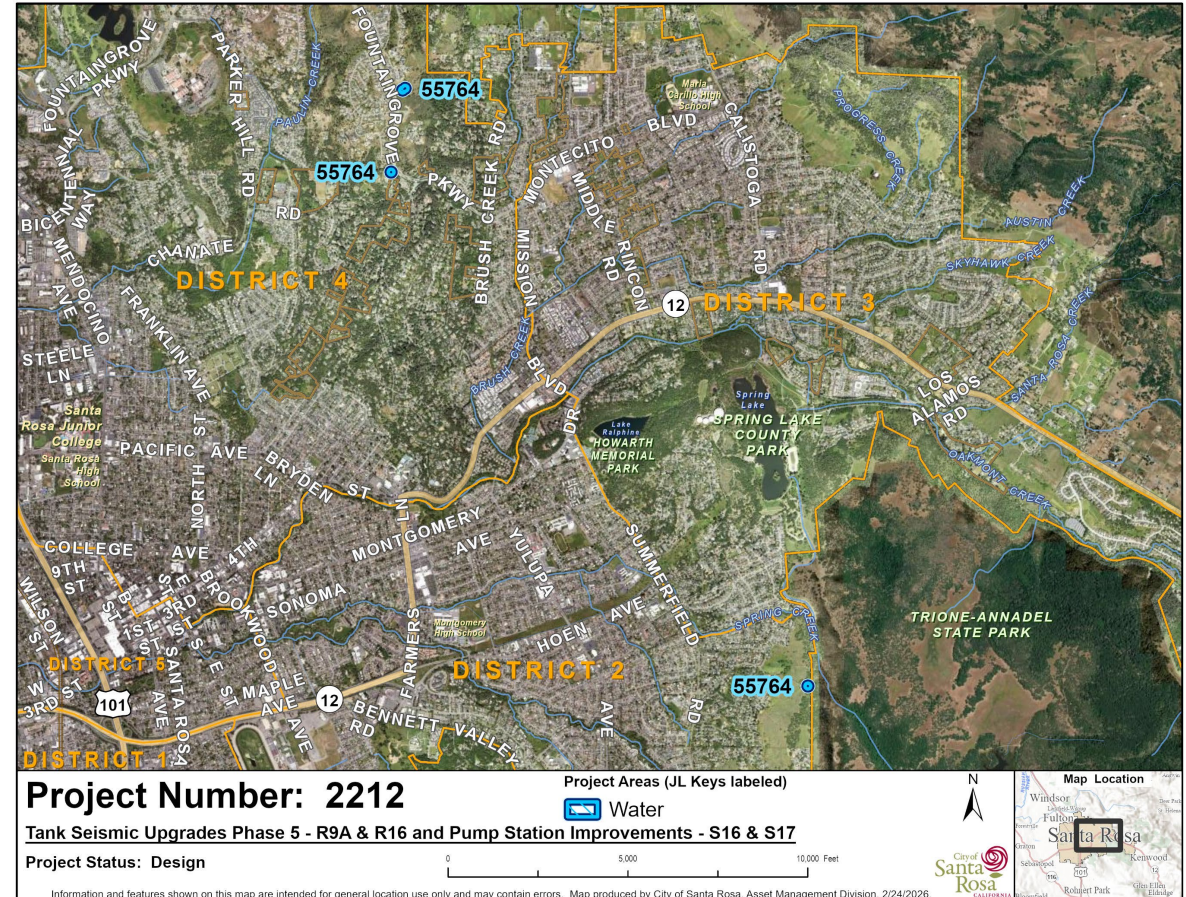 FOUNTAINGROVE
PKWY
PARKER
HILL
RD
PAULIN CREEK
FOUNTAINGROVE
PKWY
55764
55764
BRUSH CREEK RD
MONTECITO
BLVD
Maria
Carillo High
School
CALISTOGA
RD
PROGRESS CREEK
AUSTIN CREEK
SKYHAWK CREEK
SANTA ROSA CREEK
BICENTENNIAL
WAY
MENDOCINO
AVE
CHANATE
RD
DISTRICT 4
FRANKLIN AVE
MISSION
BLVD
MIDDLE RINCON
RD
12
DISTRICT 3
BRUSH CREEK
STEELE
LN
Santa
Rosa Junior
College
Santa Rosa
High
School
PACIFIC AVE
NORTH ST
BRYDEN
LN
ST
LN
DR
Lake
Ralphine
HOWARTH
MEMORIAL
PARK
Spring
Lake
SPRING LAKE
COUNTY
PARK
LOS
ALAMOS
RD
OAKMONT CREEK
COLLEGE AVE
9TH
ST
4TH
MONTGOMERY
AVE
YULUPA
SUMMERFIELD
WILSON
ST
B
ST
E
ST
BROOKWOOD
SONOMA
1ST
ST
3RD
ST
S E ST
AVE
HOEN AVE
Montgomery
High School
FARMERS
SPRING CREEK
TRIONE-ANNADEL
STATE PARK
DISTRICT 5
DISTRICT 2
W
3RD ST
101
SANTA ROSA
AVE
MAPLE
AVE
12
BENNETT VALLEY
RD
AVE
RD
55764
DISTRICT 1
Project Number: 2212
Tank Seismic Upgrades Phase 5 - R9A & R16 and Pump Station Improvements - S16 & S17
Project Status: Design
Project Areas (JL Keys labeled)
Water
0 5,000 10,000 Feet
N
City of
Santa
Rosa
CALIFORNIA
Map Location
Windsor
Fulton
Santa Rosa
Sebastopol
Kenwood
Graton
116
101
12
Rohnert Park
Glen Ellen
Eldridge
Information and features shown on this map are intended for general location use only and may contain errors. Map produced by City of Santa Rosa, Asset Management Division, 2/24/2026.